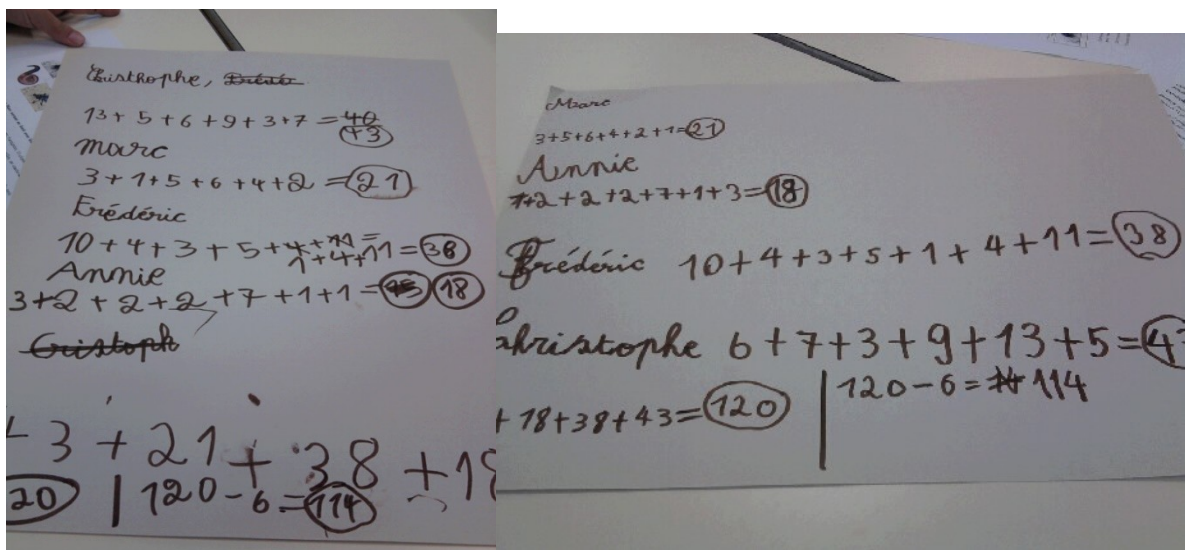 Christhophe,
13 + 5 + 6 + 9 + 3 + 7 = 40
43
Marc
3 + 1 + 5 + 6 + 4 + 2 = 21
Frédéric
10 + 4 + 3 + 5 + 4 + 11 =
1 + 4 + 11 = 38
Annie
3 + 2 + 2 + 2 + 7 + 1 + 1 = 18
Cristoph
3 + 21 + 38 + 18
20 | 120 - 6 = 114
Marc
3 + 5 + 6 + 4 + 2 + 1 = 21
Annie
1 + 2 + 2 + 2 + 7 + 1 + 3 = 18
Frédéric 10 + 4 + 3 + 5 + 1 + 4 + 11 = 38
Christophe 6 + 7 + 3 + 9 + 13 + 5 = 4
+ 18 + 38 + 43 = 120 | 120 - 6 = 114